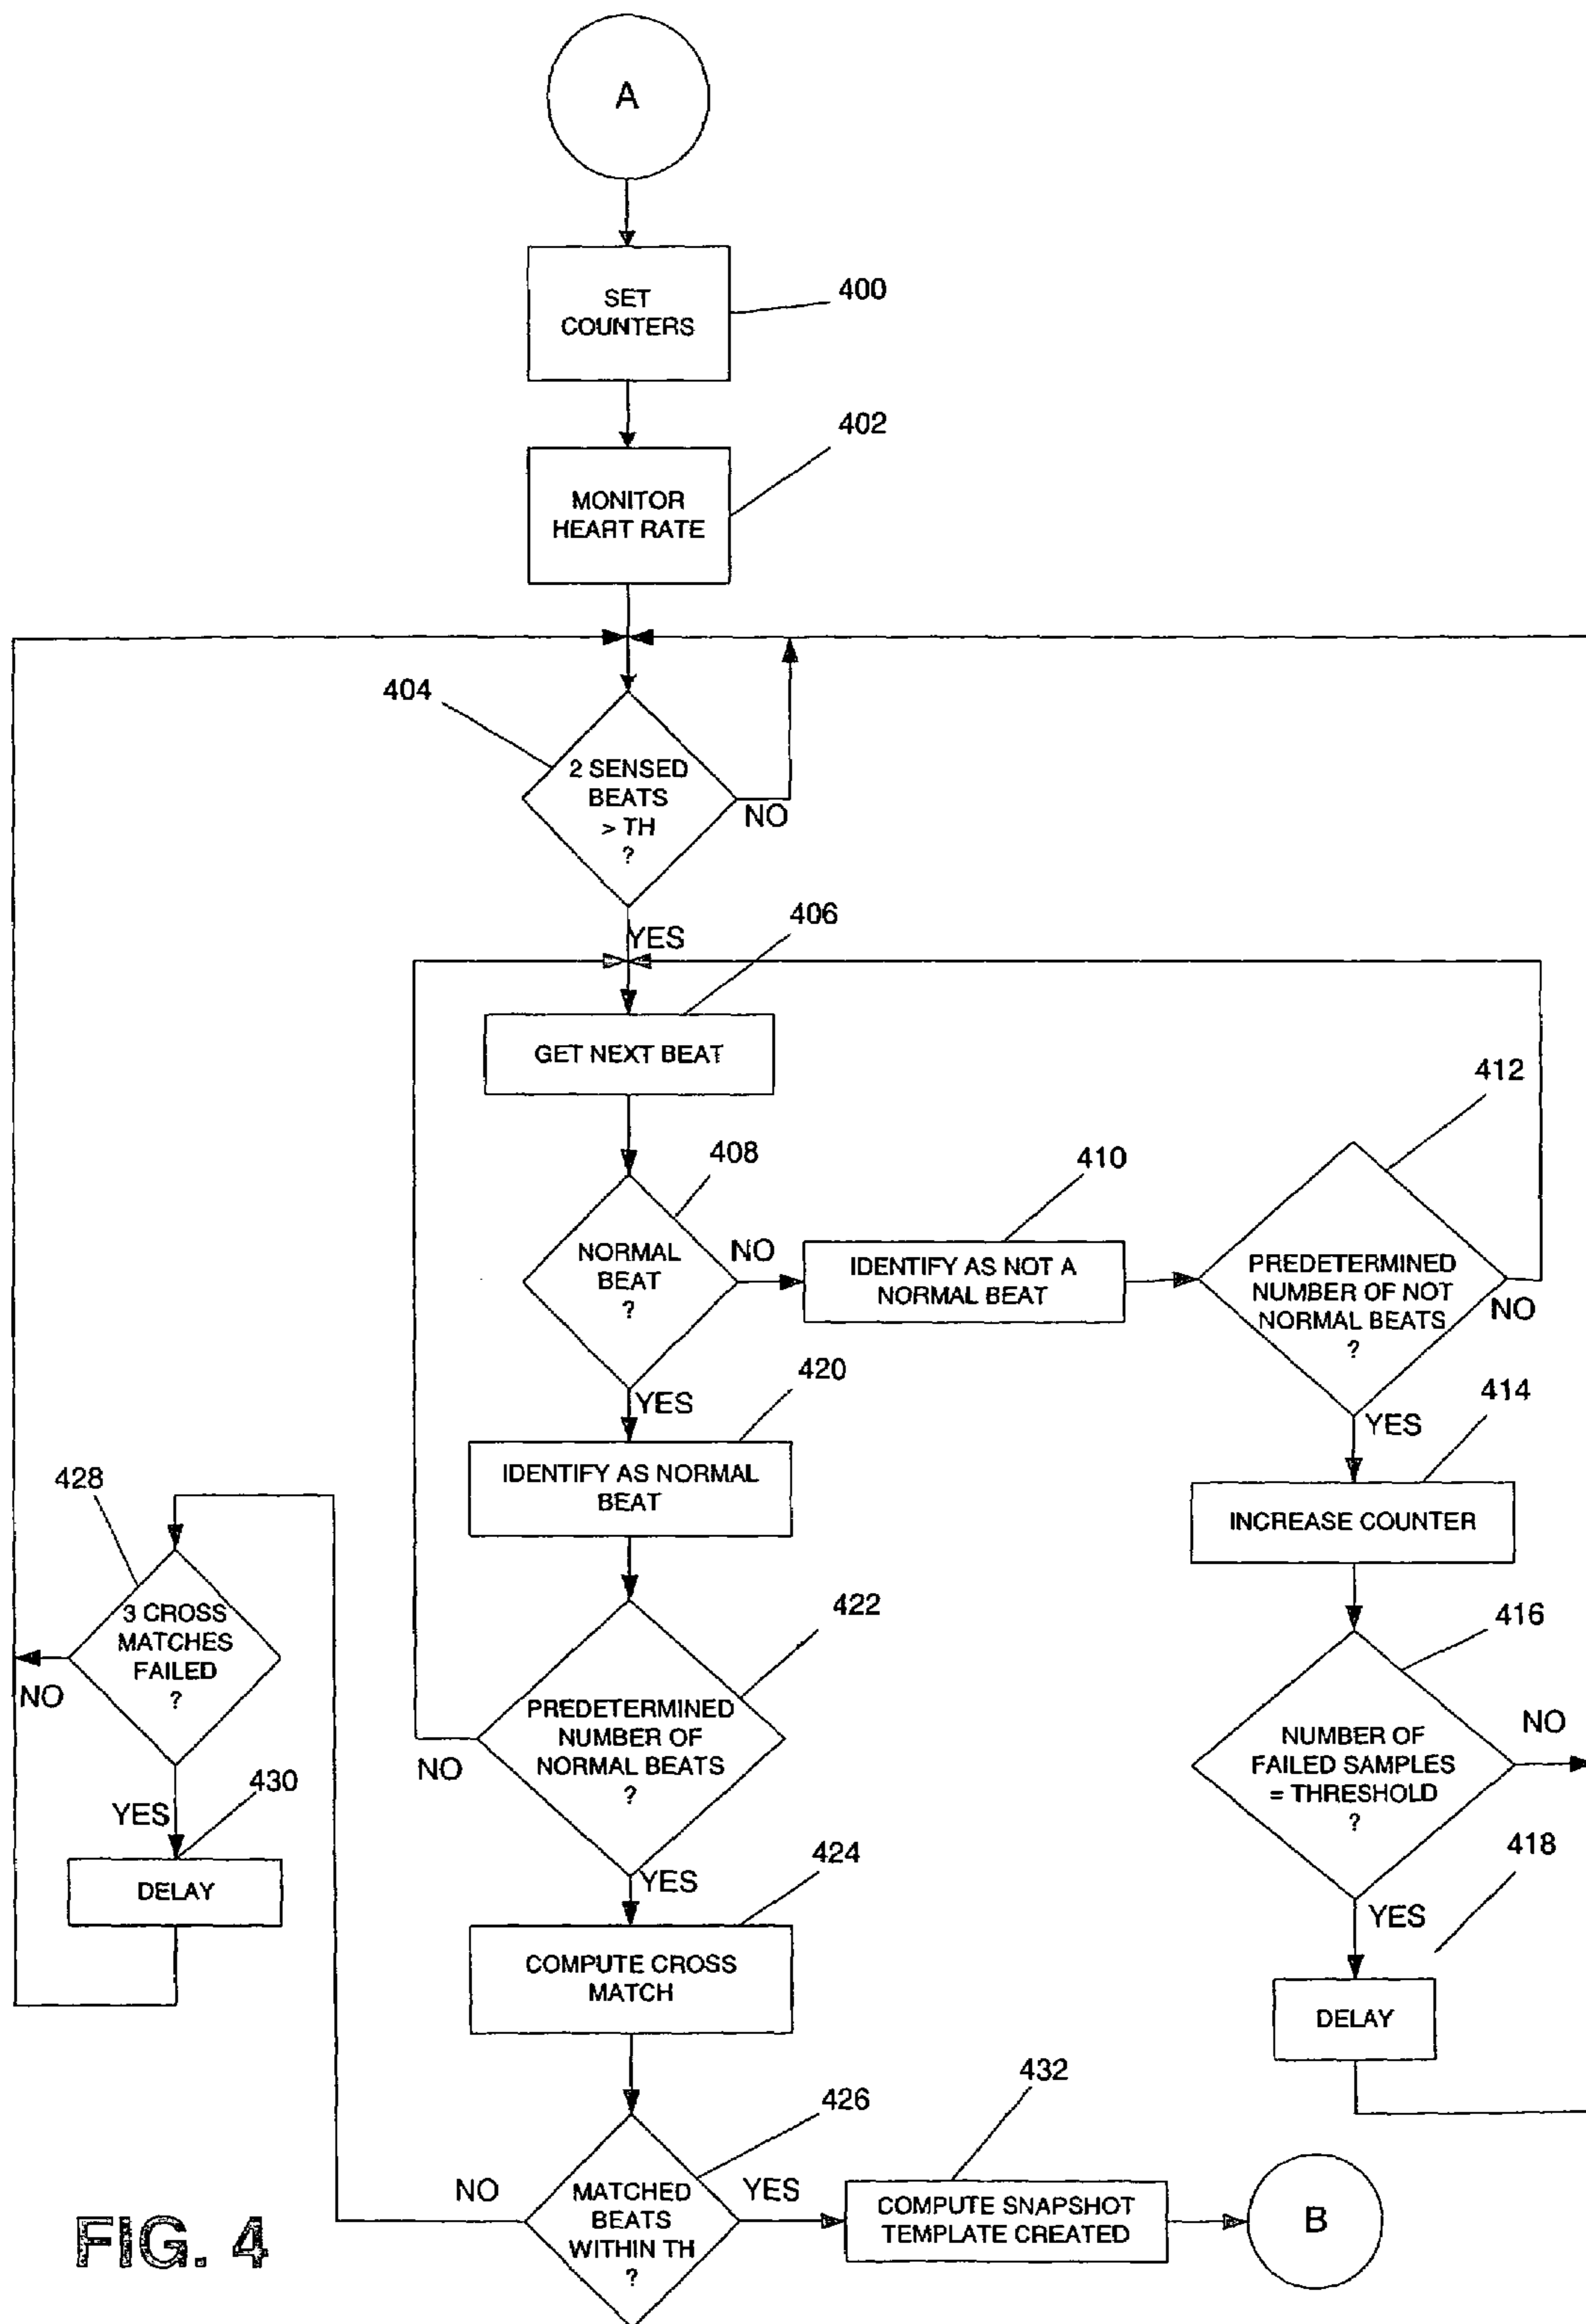 A
SET
COUNTERS
400
MONITOR
HEART RATE
402
404
2 SENSED
BEATS
> TH
?
NO
YES
406
GET NEXT BEAT
408
NORMAL
BEAT
?
NO
410
IDENTIFY AS NOT A
NORMAL BEAT
412
PREDETERMINED
NUMBER OF NOT
NORMAL BEATS
?
NO
YES
414
INCREASE COUNTER
416
NUMBER OF
FAILED SAMPLES
= THRESHOLD
?
NO
YES
418
DELAY
YES
420
IDENTIFY AS NORMAL
BEAT
422
PREDETERMINED
NUMBER OF
NORMAL BEATS
?
NO
YES
424
COMPUTE CROSS
MATCH
426
MATCHED
BEATS
WITHIN TH
?
NO
YES
428
3 CROSS
MATCHES
FAILED
?
NO
YES
430
DELAY
432
COMPUTE SNAPSHOT
TEMPLATE CREATED
B
FIG. 4